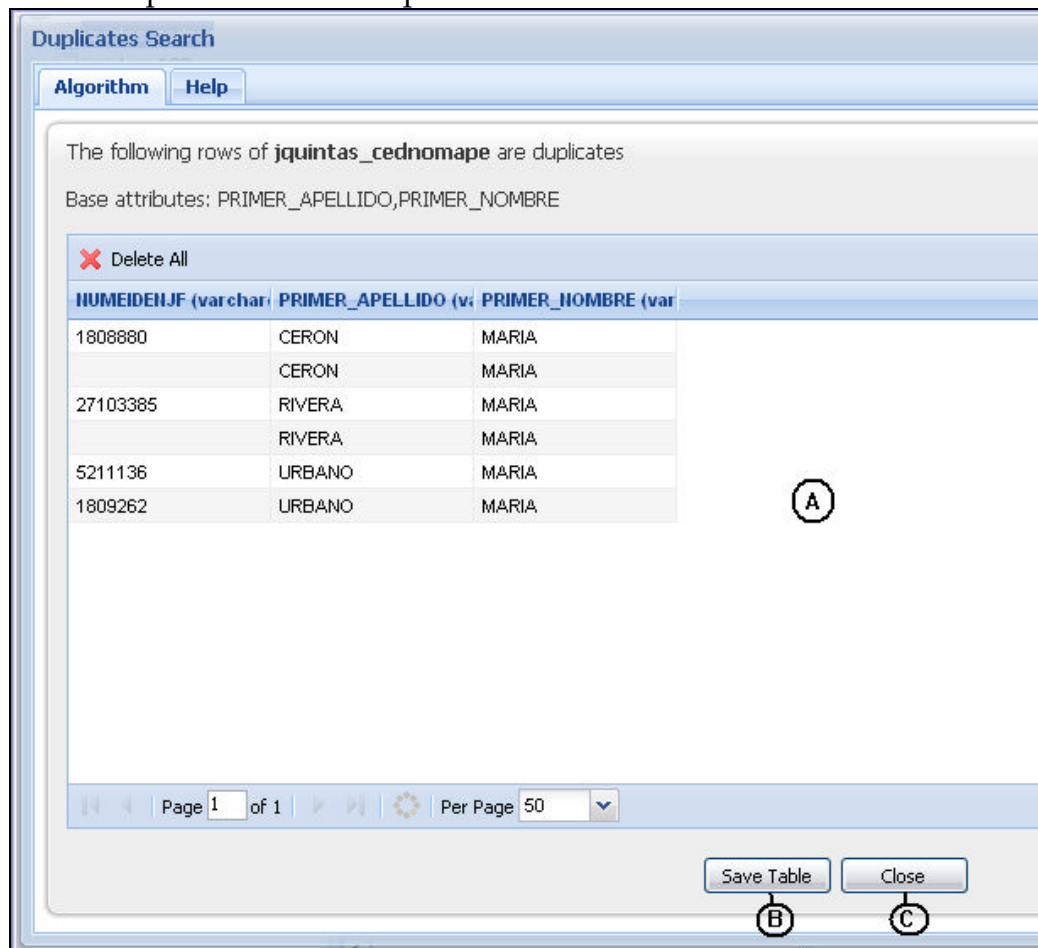 Duplicates Search
Algorithm Help
The following rows of jquintas_cednomape are duplicates
Base attributes: PRIMER_APELLIDO,PRIMER_NOMBRE
Delete All
NUMEIDENJF (varchar( PRIMER_APELLIDO (va PRIMER_NOMBRE (var
1808880 CERON MARIA
CERON MARIA
27103385 RIVERA MARIA
RIVERA MARIA
5211136 URBANO MARIA
1809262 URBANO MARIA
A
Page 1 of 1 Per Page 50
Save Table Close
B C